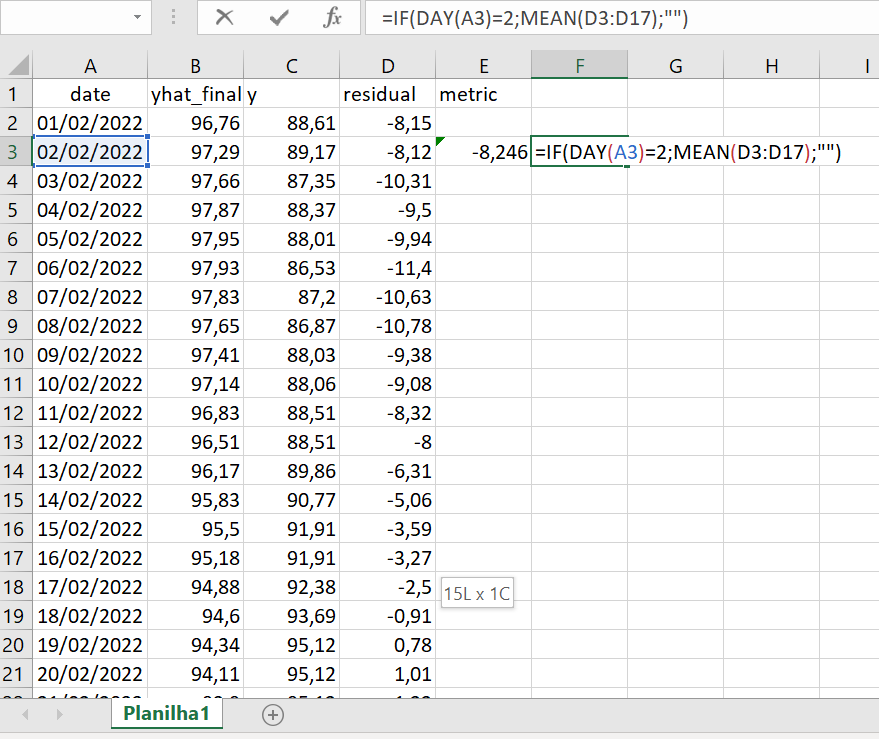 fx =IF(DAY(A3)=2;MEAN(D3:D17);"")
A B C D E F G H I
1 date yhat_final y residual metric
2 01/02/2022 96,76 88,61 -8,15
3 02/02/2022 97,29 89,17 -8,12 -8,246 =IF(DAY(A3)=2;MEAN(D3:D17);"")
4 03/02/2022 97,66 87,35 -10,31
5 04/02/2022 97,87 88,37 -9,5
6 05/02/2022 97,95 88,01 -9,94
7 06/02/2022 97,93 86,53 -11,4
8 07/02/2022 97,83 87,2 -10,63
9 08/02/2022 97,65 86,87 -10,78
10 09/02/2022 97,41 88,03 -9,38
11 10/02/2022 97,14 88,06 -9,08
12 11/02/2022 96,83 88,51 -8,32
13 12/02/2022 96,51 88,51 -8
14 13/02/2022 96,17 89,86 -6,31
15 14/02/2022 95,83 90,77 -5,06
16 15/02/2022 95,5 91,91 -3,59
17 16/02/2022 95,18 91,91 -3,27
18 17/02/2022 94,88 92,38 -2,5 15L x 1C
19 18/02/2022 94,6 93,69 -0,91
20 19/02/2022 94,34 95,12 0,78
21 20/02/2022 94,11 95,12 1,01
Planilha1